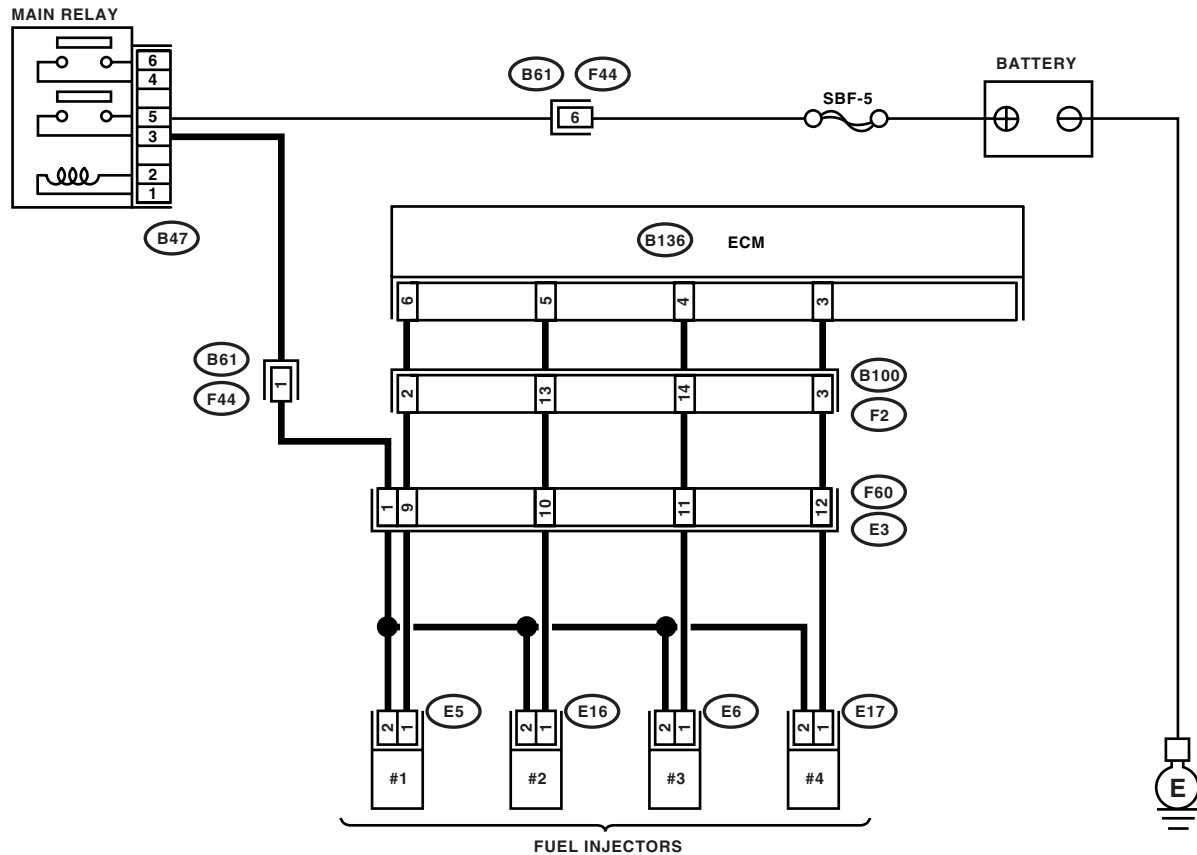 MAIN RELAY
6
4
5
3
2
1
B47
B61 F44
6
SBF-5
BATTERY
B136 ECM
6 5 4 3
B61
F44
1
2 13 14 3
B100
F2
1 9 10 11 12
F60
E3
2 1 E5
2 1 E16
2 1 E6
2 1 E17
#1 #2 #3 #4
E
FUEL INJECTORS